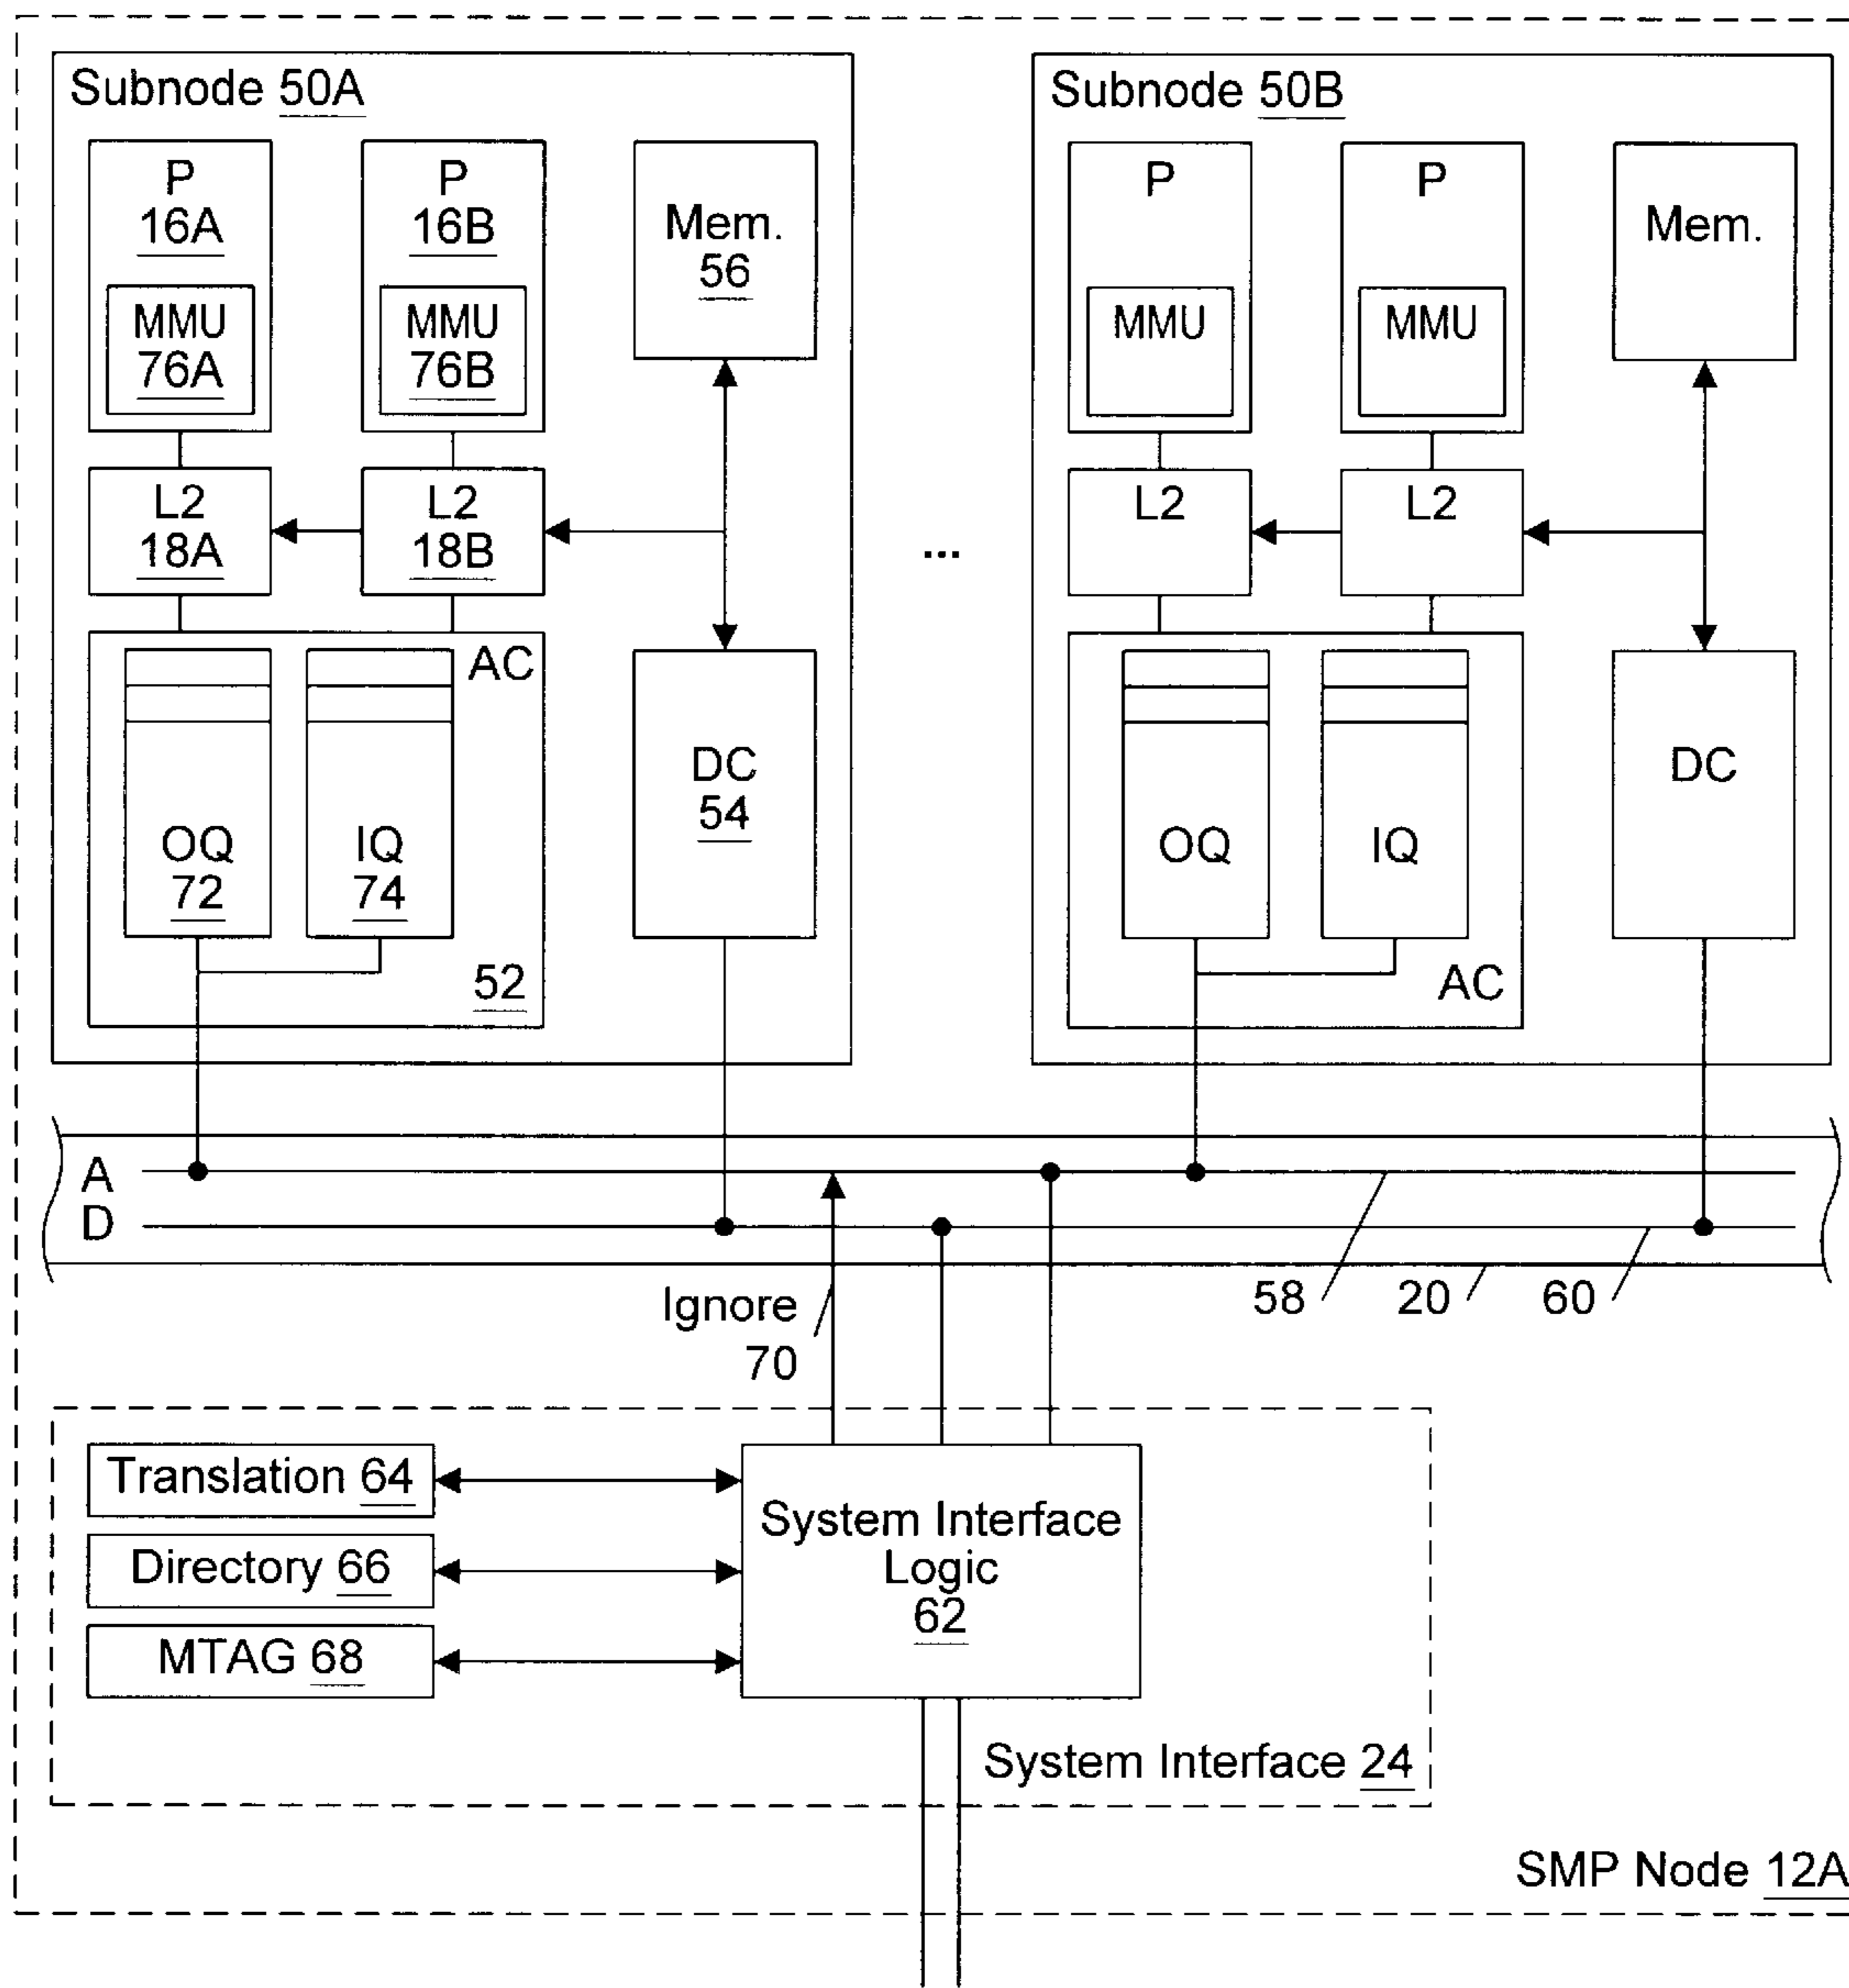 Subnode 50A
P
16A
MMU
76A
P
16B
MMU
76B
Mem.
56
L2
18A
L2
18B
AC
OQ
72
IQ
74
52
DC
54
...
Subnode 50B
P
MMU
P
MMU
Mem.
L2
L2
OQ
IQ
AC
DC
A
D
Ignore
70
58
20
60
Translation 64
Directory 66
MTAG 68
System Interface
Logic
62
System Interface 24
SMP Node 12A